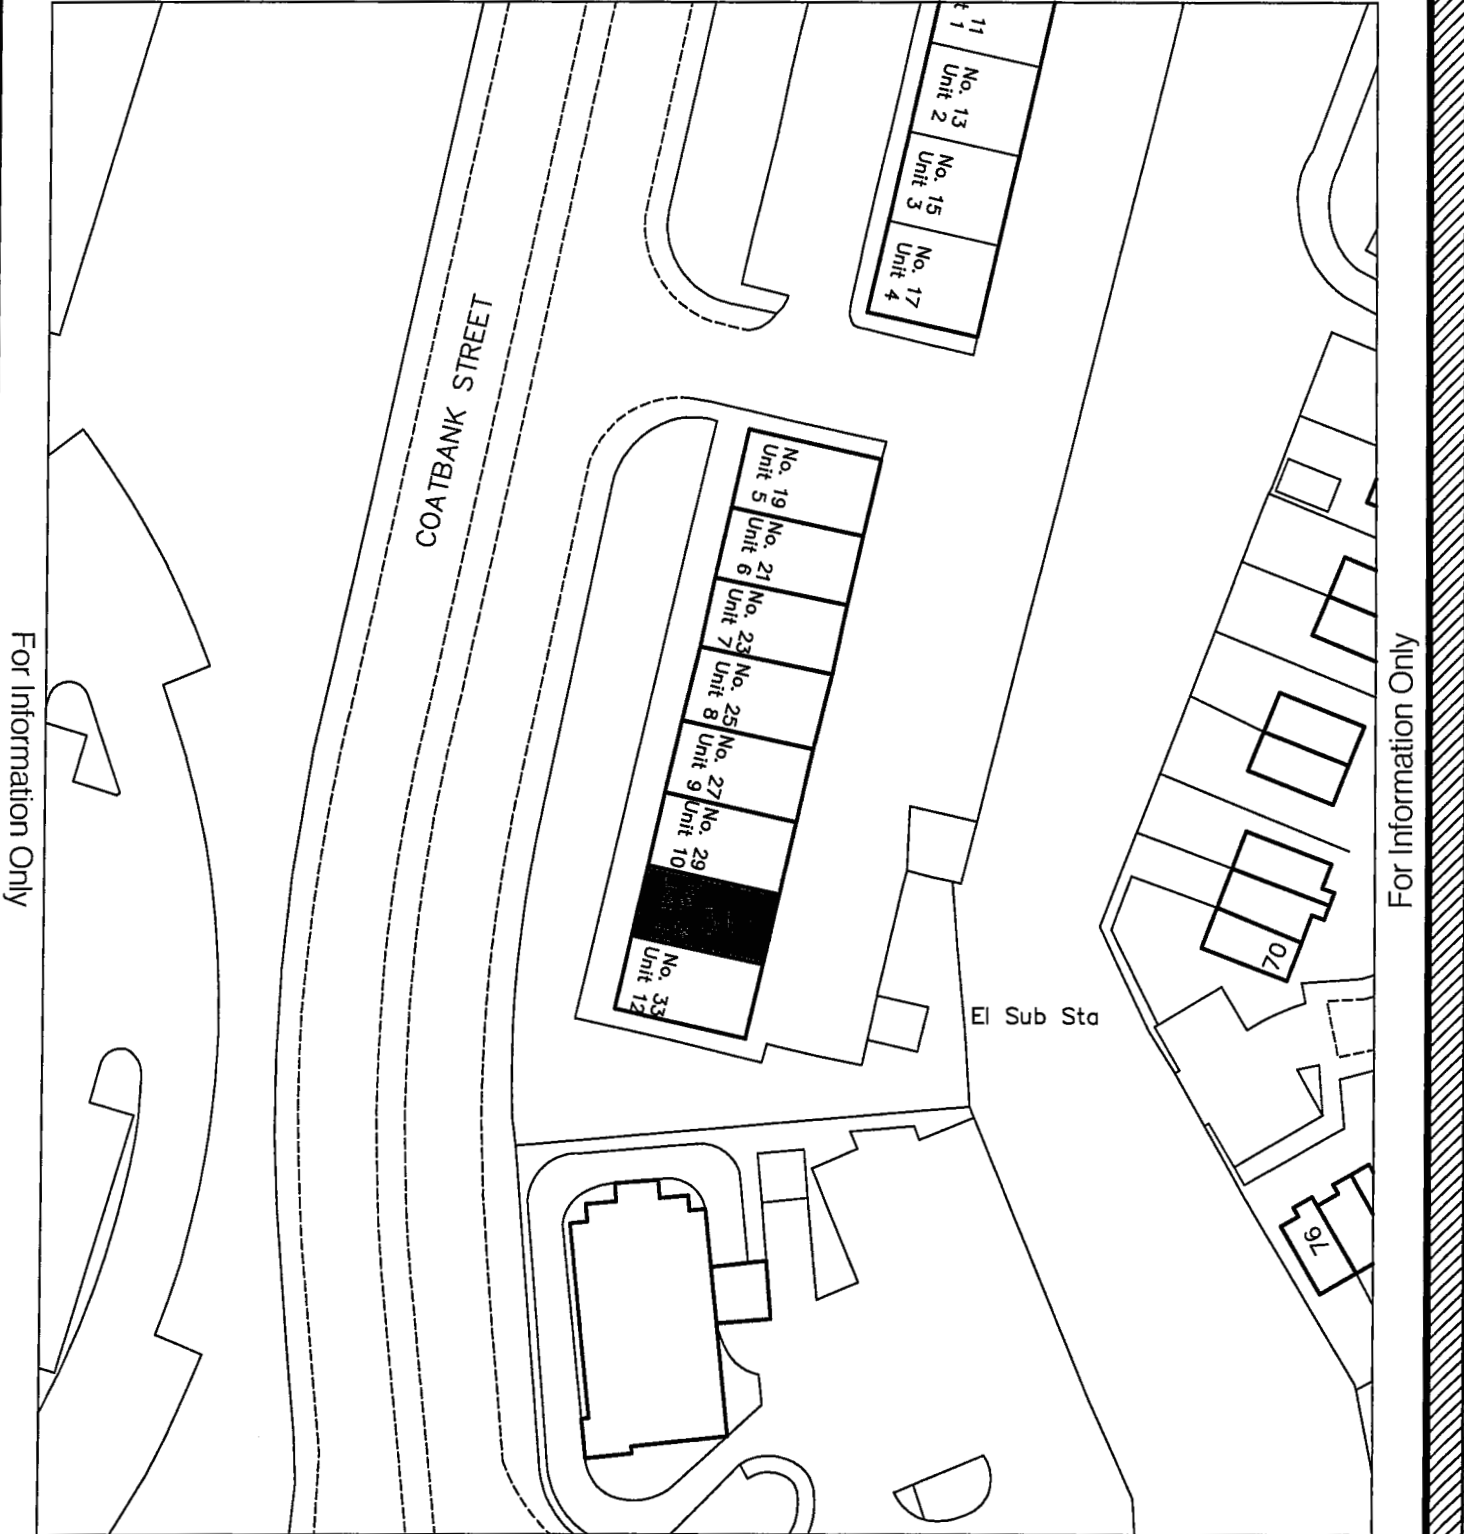 11
t 1
No. 13
Unit 2
No. 15
Unit 3
No. 17
Unit 4
COATBANK STREET
No. 19
Unit 5
No. 21
Unit 6
No. 23
Unit 7
No. 25
Unit 8
No. 27
Unit 9
No. 29
Unit 10
No. 33
Unit 12
El Sub Sta
70
76
For Information Only
For Information Only